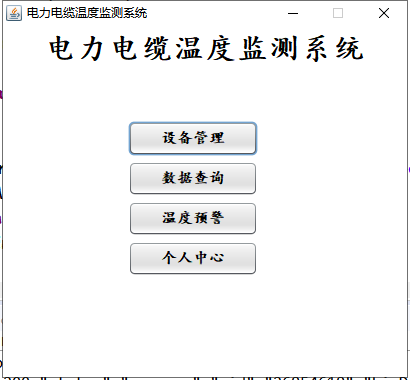 电力电缆温度监测系统
电力电缆温度监测系统
设备管理
数据查询
温度预警
个人中心